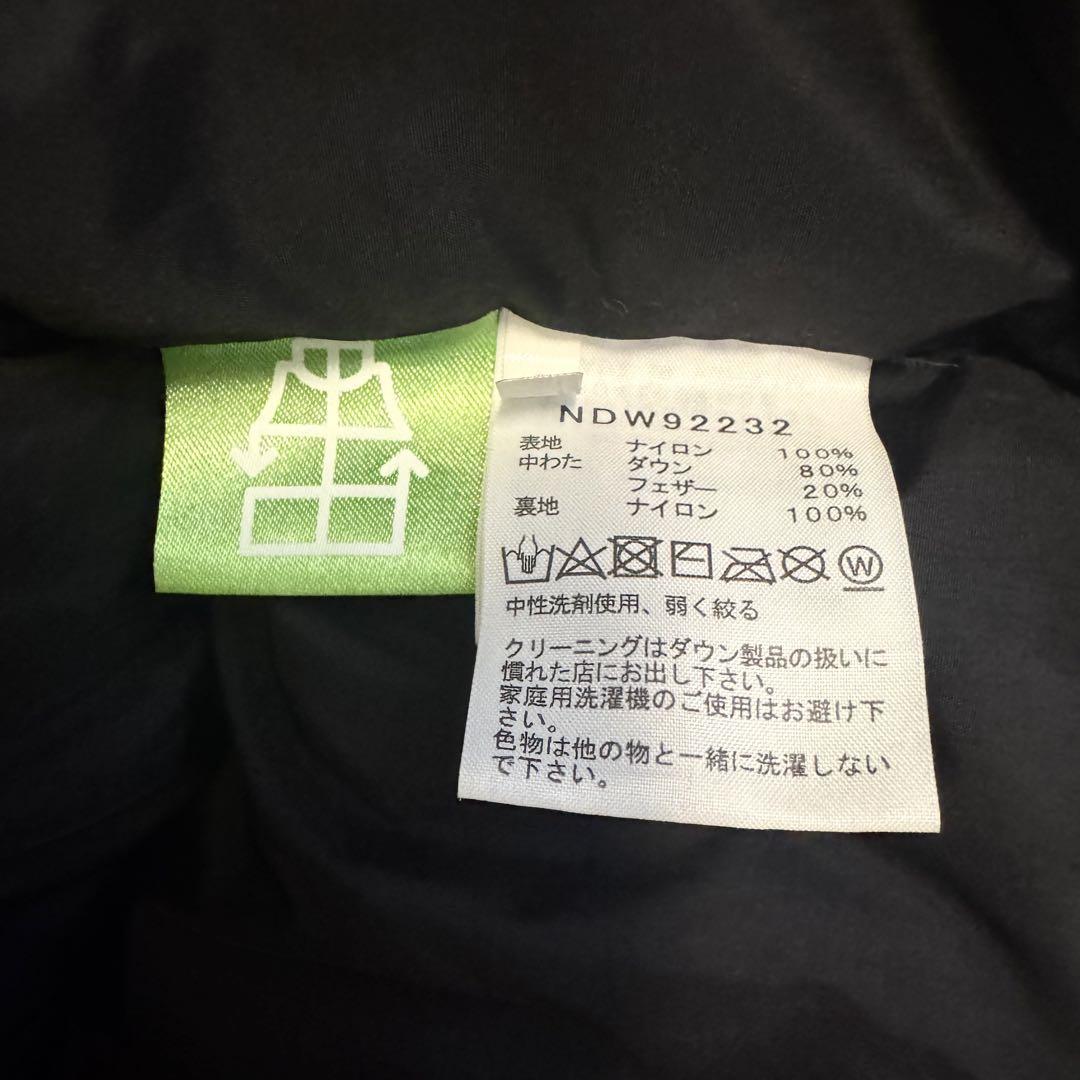 NDW92232
表地 ナイロン 100%
中わた ダウン 80%
フェザー 20%
裏地 ナイロン 100%
W
中性洗剤使用、弱く絞る
クリーニングはダウン製品の扱いに
慣れた店にお出し下さい。
家庭用洗濯機のご使用はお避け下
さい。
色物は他の物と一緒に洗濯しない
で下さい。